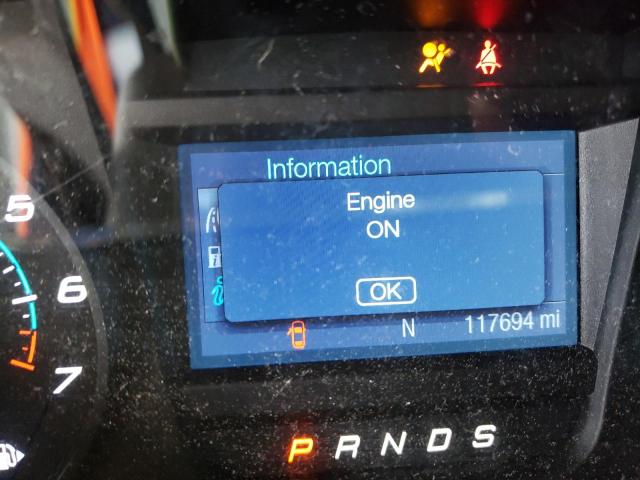 Information
Engine
ON
OK
N 117694 mi
5
6
7
P R N D S